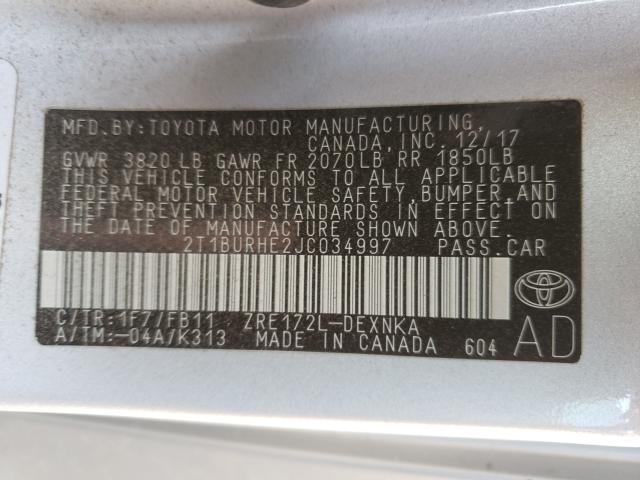 MFD.BY:TOYOTA MOTOR MANUFACTURING,
CANADA,INC. 12/17
GVWR 3820 LB GAWR FR 2070LB RR 1850LB
THIS VEHICLE CONFORMS TO ALL APPLICABLE
FEDERAL MOTOR VEHICLE SAFETY,BUMPER,AND
THEFT PREVENTION STANDARDS IN EFFECT ON
THE DATE OF MANUFACTURE SHOWN ABOVE.
2T1BURHE2JC034997 PASS.CAR
C/TR:1F7/FB11 ZRE172L-DEXNKA
A/TM:-04A/K313 MADE IN CANADA 604
AD